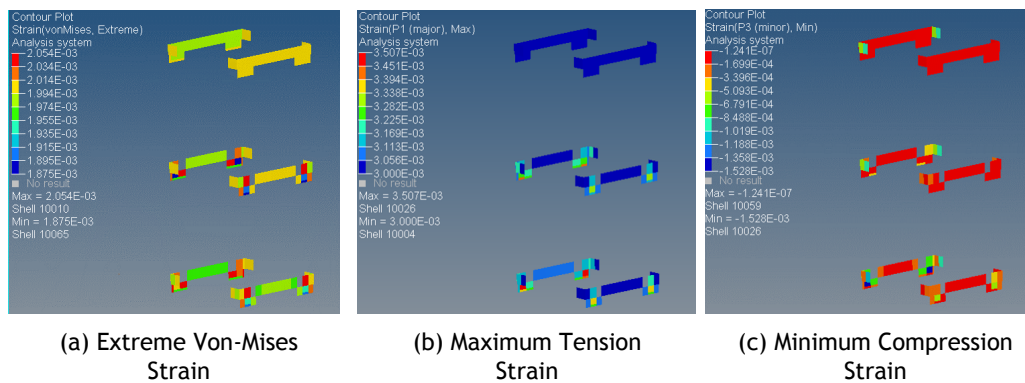 Contour Plot
Strain(vonMises, Extreme)
Analysis system
2.054E-03
2.034E-03
2.014E-03
1.994E-03
1.974E-03
1.955E-03
1.935E-03
1.915E-03
1.895E-03
1.875E-03
No result
Max = 2.054E-03
Shell 10010
Min = 1.875E-03
Shell 10065
(a) Extreme Von-Mises
Strain
Contour Plot
Strain(P1 (major), Max)
Analysis system
3.507E-03
3.451E-03
3.394E-03
3.338E-03
3.282E-03
3.225E-03
3.169E-03
3.113E-03
3.056E-03
3.000E-03
No result
Max = 3.507E-03
Shell 10026
Min = 3.000E-03
Shell 10004
(b) Maximum Tension
Strain
Contour Plot
Strain(P3 (minor), Min)
Analysis system
-1.241E-07
-1.699E-04
-3.396E-04
-5.093E-04
-6.791E-04
-8.488E-04
-1.019E-03
-1.188E-03
-1.358E-03
-1.528E-03
No result
Max = -1.241E-07
Shell 10059
Min = -1.528E-03
Shell 10026
(c) Minimum Compression
Strain